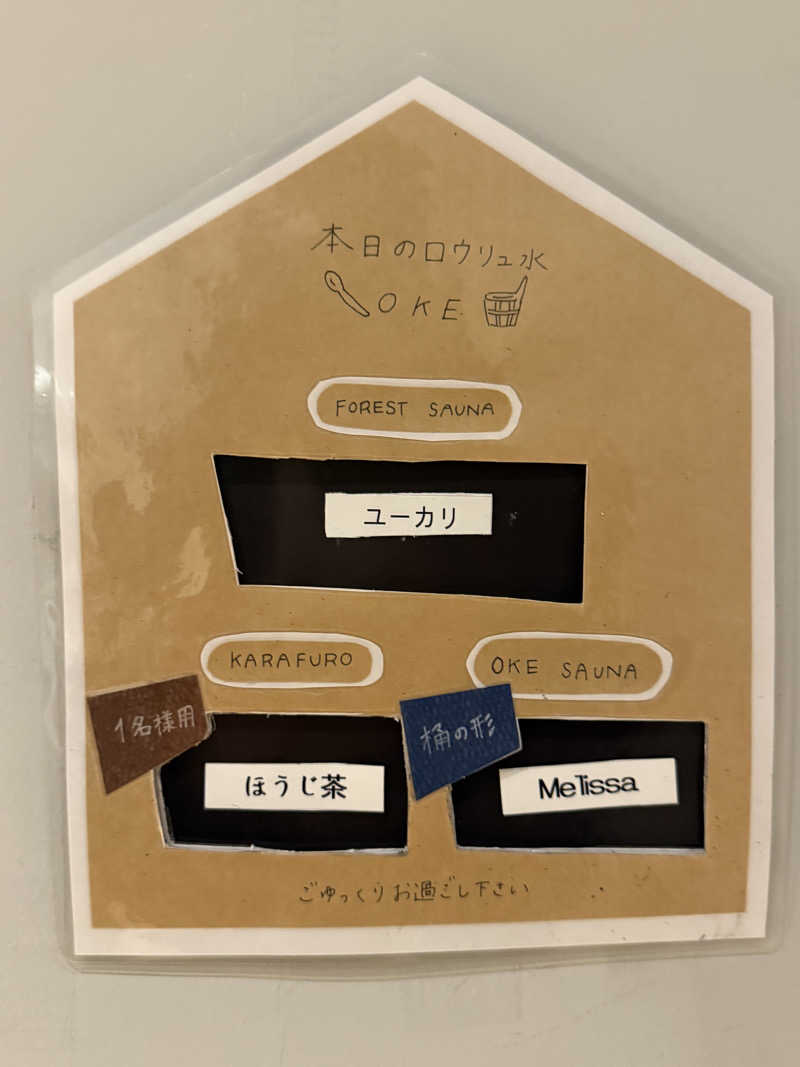 本日のロウリュ水
OKE
FOREST SAUNA
ユーカリ
KARAFURO
1名様用
ほうじ茶
OKE SAUNA
桶の形
Melissa
ごゆっくりお過ごし下さい